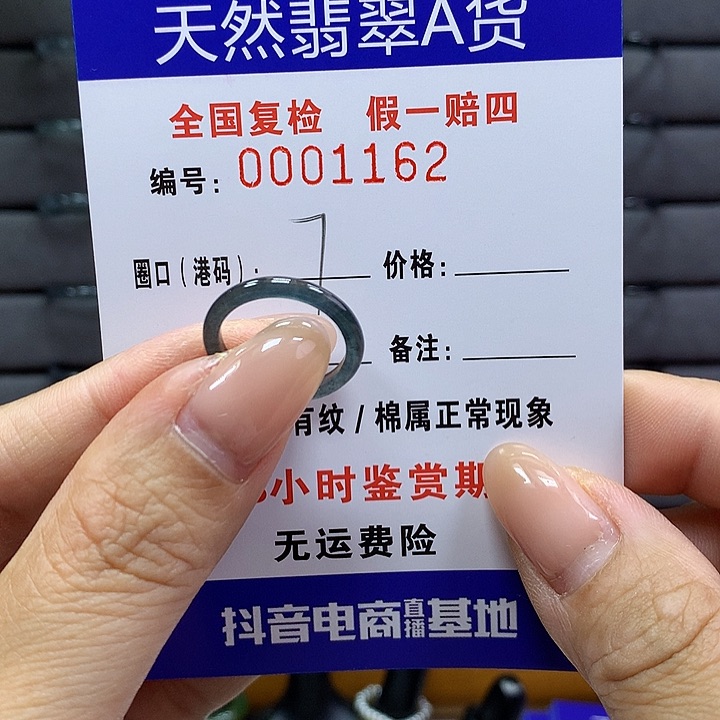 天然翡翠A货
全国复检 假一赔四
编号: 0001162
7
圈口(港码): 价格:
备注:
有纹/棉属正常现象
小时鉴赏期
无运费险
抖音电商直播基地